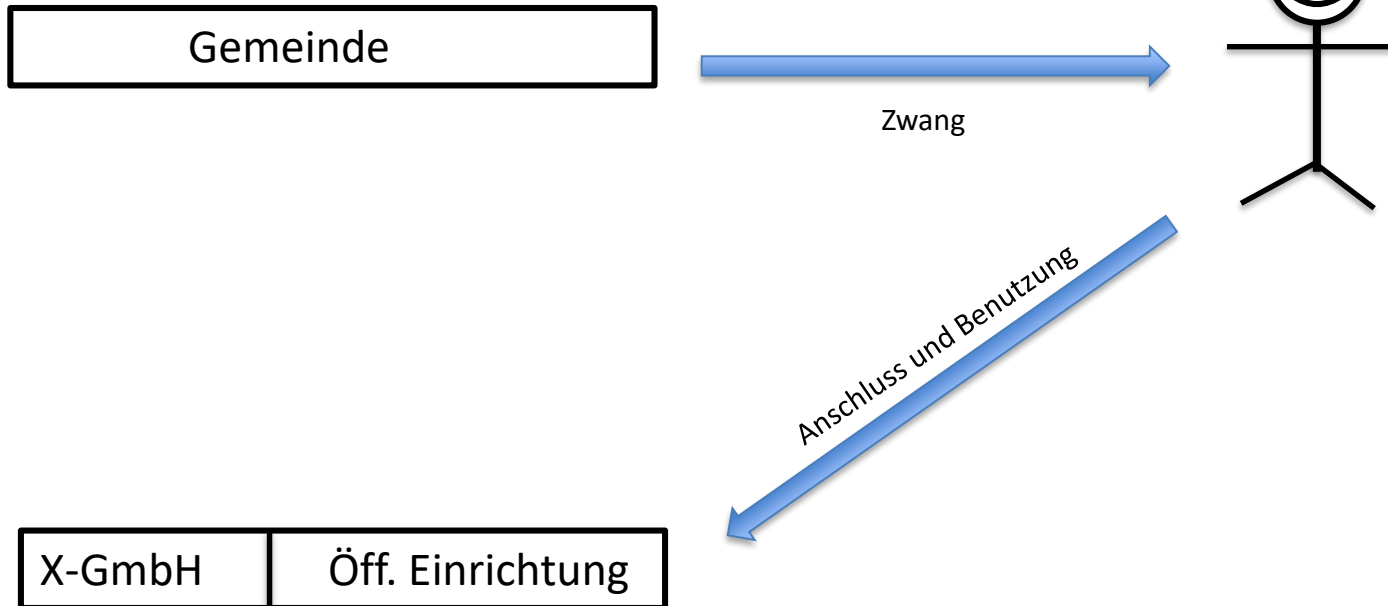 Gemeinde
Zwang
Anschluss und Benutzung
X-GmbH
Öff. Einrichtung